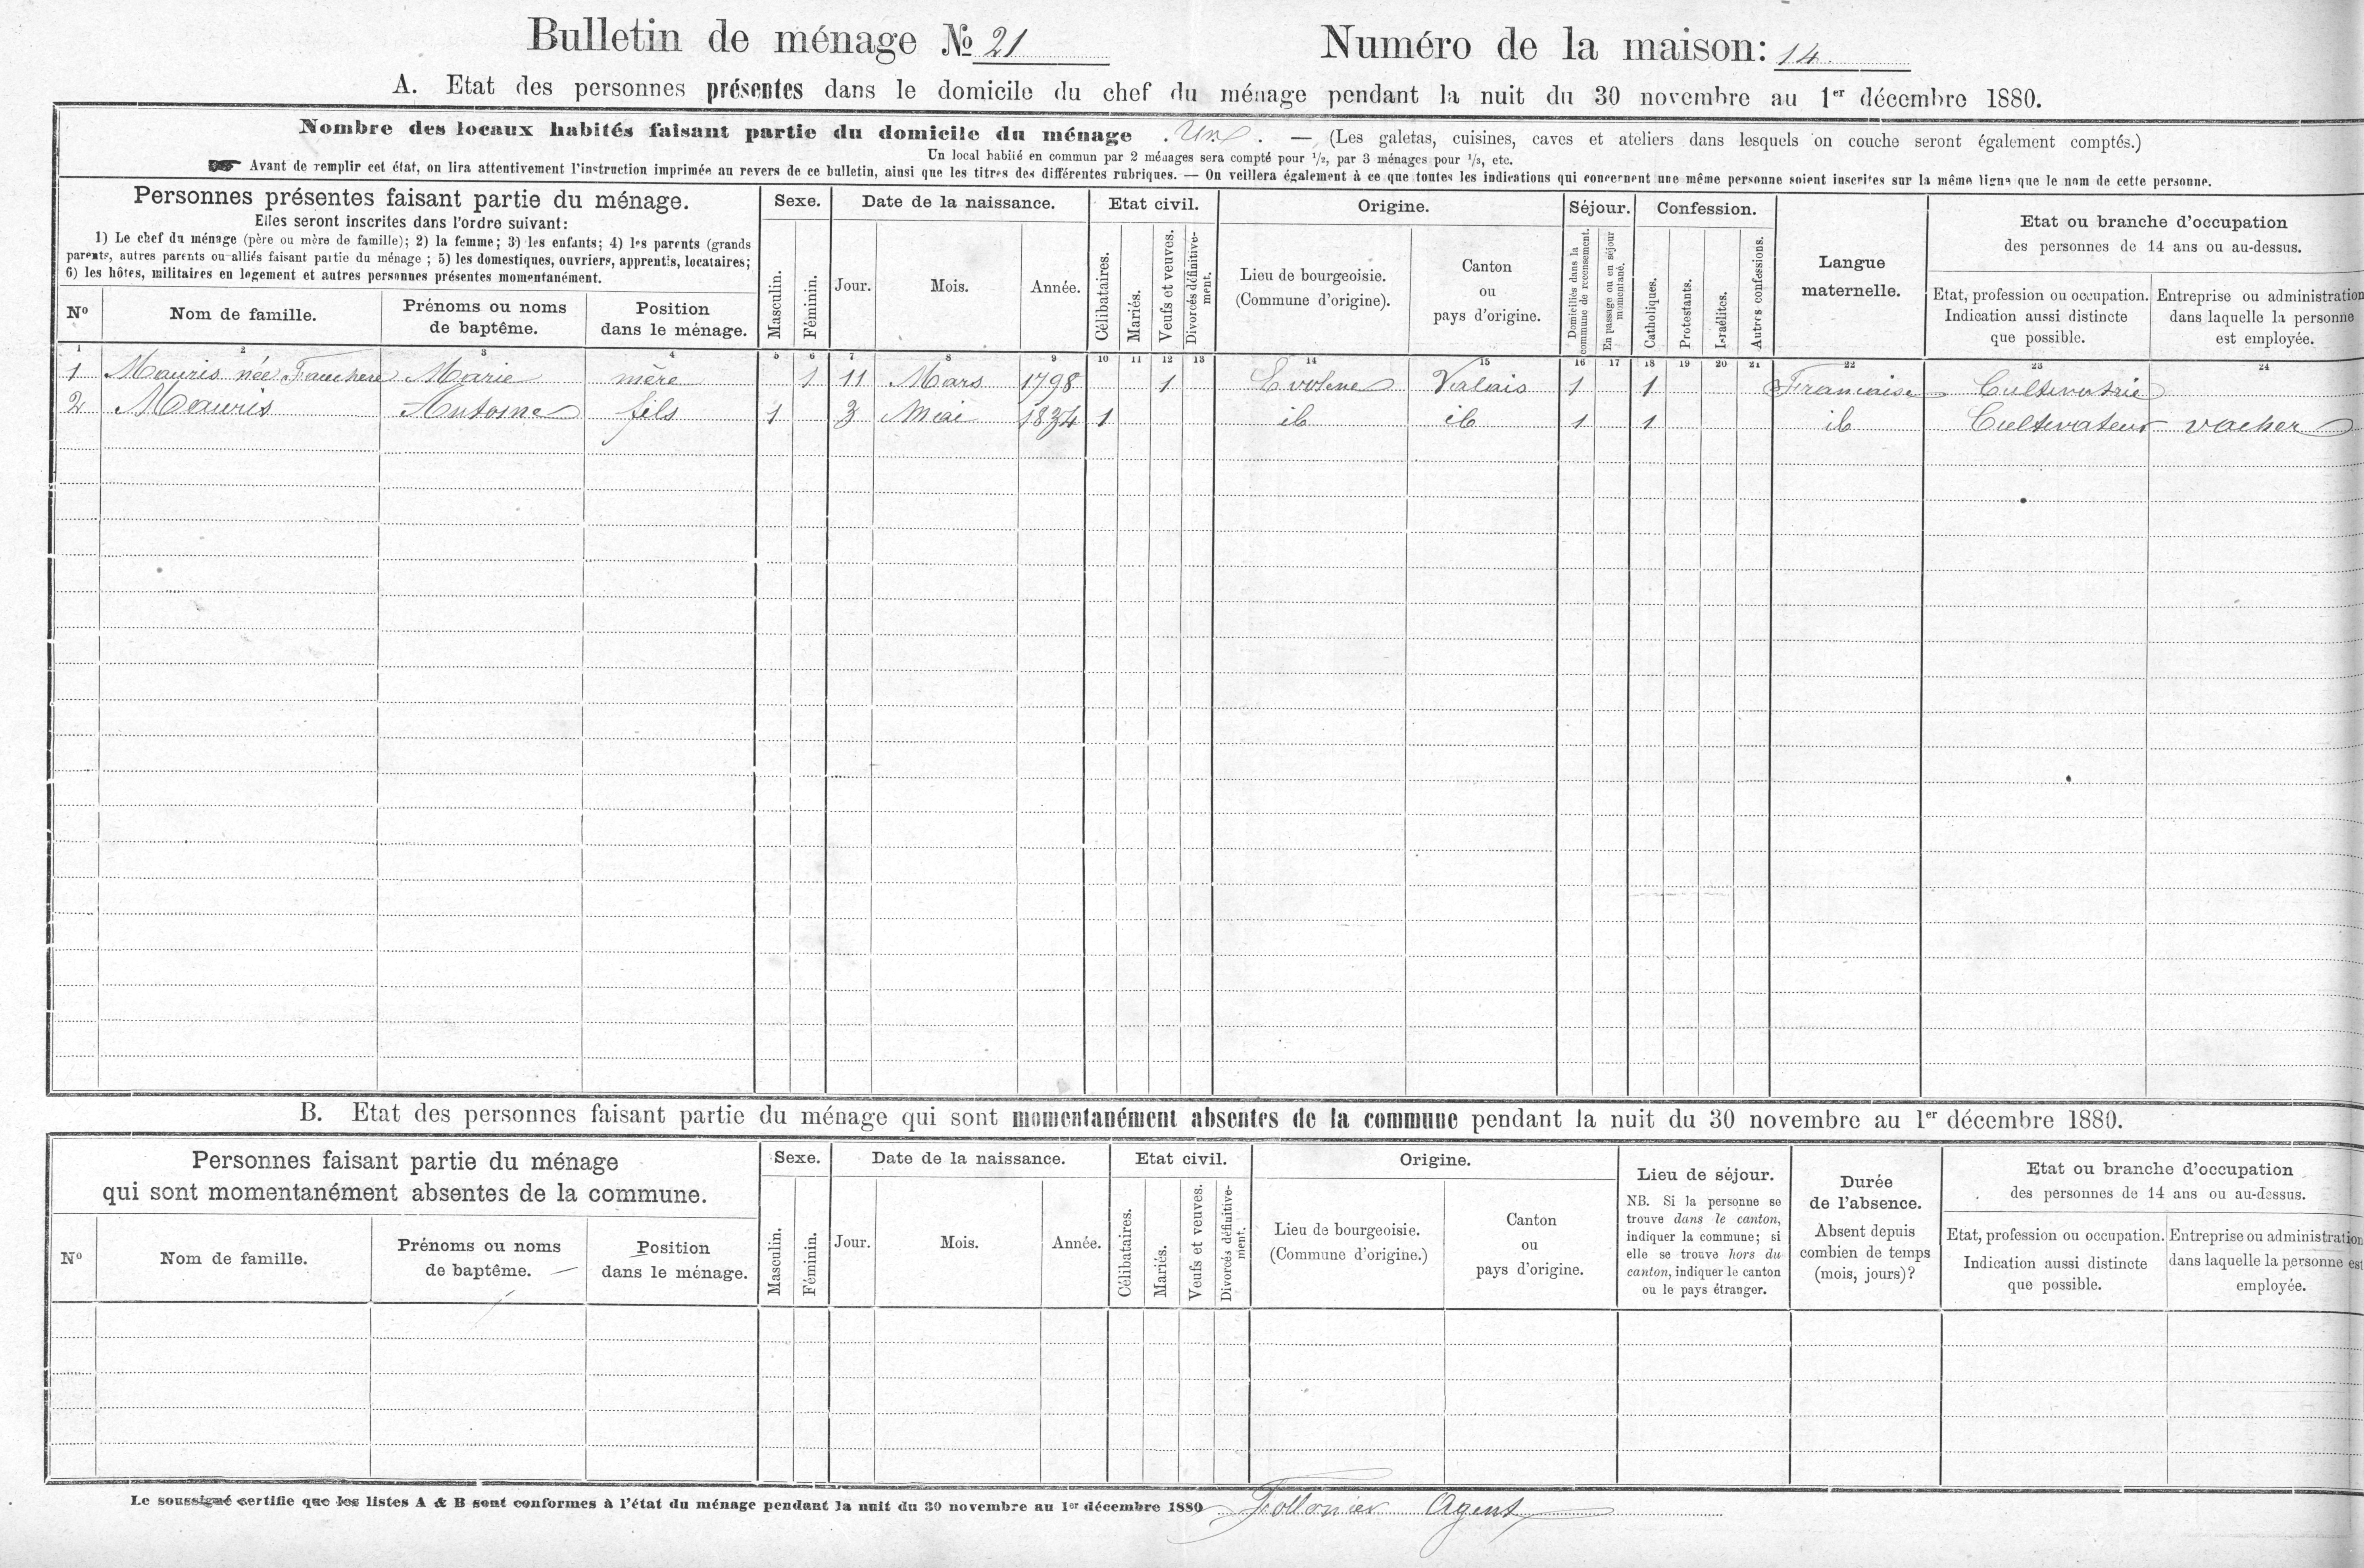 Bulletin de ménage No 21 Numéro de la maison: 14
A. Etat des personnes présentes dans le domicile du chef du ménage pendant la nuit du 30 novembre au 1er décembre 1880.
Nombre des locaux habités faisant partie du domicile du ménage . Un . — (Les galetas, cuisines, caves et ateliers dans lesquels on couche seront également comptés.)
Un local habité en commun par 2 ménages sera compté pour 1/2, par 3 ménages pour 1/3, etc.
Avant de remplir cet état, on lira attentivement l'instruction imprimée au revers de ce bulletin, ainsi que les titres des différentes rubriques. — On veillera également à ce que toutes les indications qui concernent une même personne soient inscrites sur la même ligne que le nom de cette personne.
Personnes présentes faisant partie du ménage.
Elles seront inscrites dans l'ordre suivant:
1) Le chef du ménage (père ou mère de famille); 2) la femme; 3) les enfants; 4) les parents (grands
parents, autres parents ou alliés faisant partie du ménage ; 5) les domestiques, ouvriers, apprentis, locataires;
6) les hôtes, militaires en logement et autres personnes présentes momentanément.
No
Nom de famille.
Prénoms ou noms
de baptême.
Position
dans le ménage.
Sexe.
Masculin.
Féminin.
Date de la naissance.
Jour.
Mois.
Année.
Etat civil.
Célibataires.
Mariés.
Veufs et veuves.
Divorcés définitive-
ment.
Origine.
Lieu de bourgeoisie.
(Commune d'origine).
Canton
ou
pays d'origine.
Séjour.
Domiciliés dans la
commune de recensement.
En passage ou en séjour
momentané.
Confession.
Catholiques.
Protestants.
Israélites.
Autres confessions.
Langue
maternelle.
Etat ou branche d'occupation
des personnes de 14 ans ou au-dessus.
Etat, profession ou occupation.
Indication aussi distincte
que possible.
Entreprise ou administration
dans laquelle la personne
est employée.
1 2 3 4 5 6 7 8 9 10 11 12 13 14 15 16 17 18 19 20 21 22 23 24
1 Mauris née Fauchere Marie mère 1 11 Mars 1798 1 Evolene Valais 1 1 Francaise Cultivatrice
2 Mauris Antoine fils 1 3 Mai 1834 1 ib ib 1 1 ib Cultivateur vacher
B. Etat des personnes faisant partie du ménage qui sont momentanément absentes de la commune pendant la nuit du 30 novembre au 1er décembre 1880.
Personnes faisant partie du ménage
qui sont momentanément absentes de la commune.
No
Nom de famille.
Prénoms ou noms
de baptême.
Position
dans le ménage.
Sexe.
Masculin.
Féminin.
Date de la naissance.
Jour.
Mois.
Année.
Etat civil.
Célibataires.
Mariés.
Veufs et veuves.
Divorcés définitive-
ment.
Origine.
Lieu de bourgeoisie.
(Commune d'origine.)
Canton
ou
pays d'origine.
Lieu de séjour.
NB. Si la personne se
trouve dans le canton,
indiquer la commune; si
elle se trouve hors du
canton, indiquer le canton
ou le pays étranger.
Durée
de l'absence.
Absent depuis
combien de temps
(mois, jours)?
Etat ou branche d'occupation
des personnes de 14 ans ou au-dessus.
Etat, profession ou occupation.
Indication aussi distincte
que possible.
Entreprise ou administration
dans laquelle la personne est
employée.
Le soussigné certifie que les listes A & B sont conformes à l'état du ménage pendant la nuit du 30 novembre au 1er décembre 1880 Follonier Agent